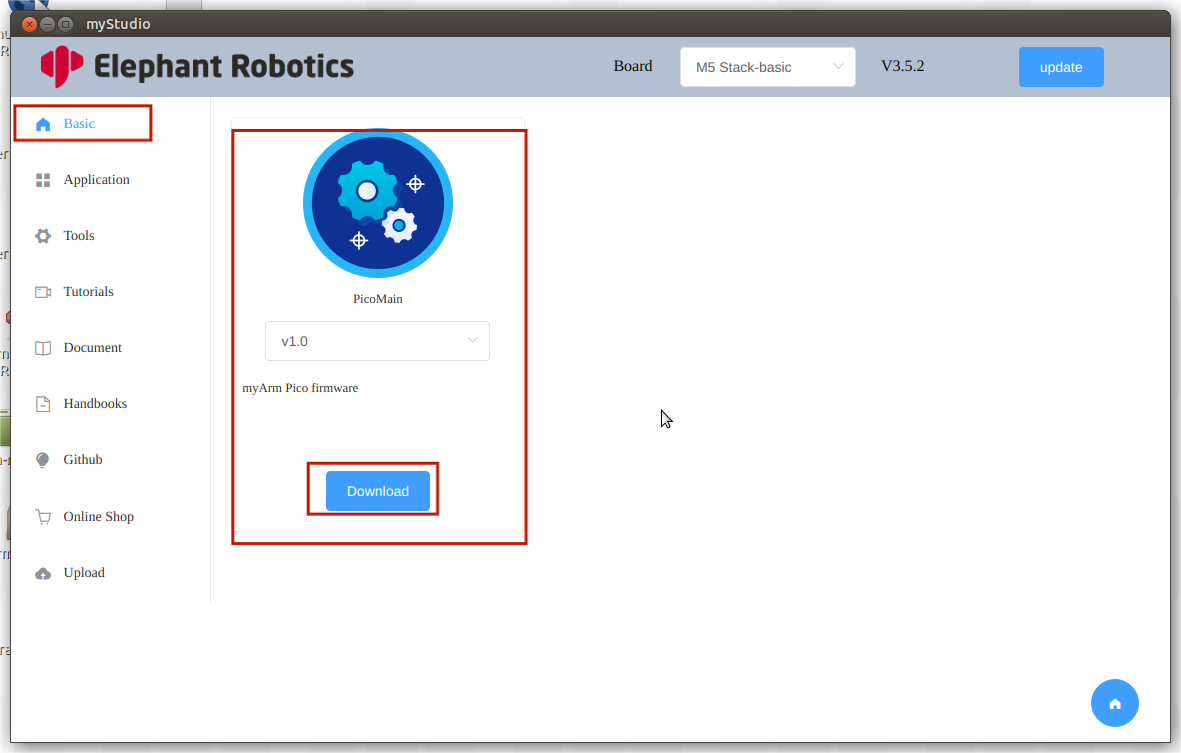 myStudio
Elephant Robotics
Board
M5 Stack-basic
V3.5.2
update
Basic
Application
Tools
Tutorials
Document
Handbooks
Github
Online Shop
Upload
PicoMain
v1.0
myArm Pico firmware
Download